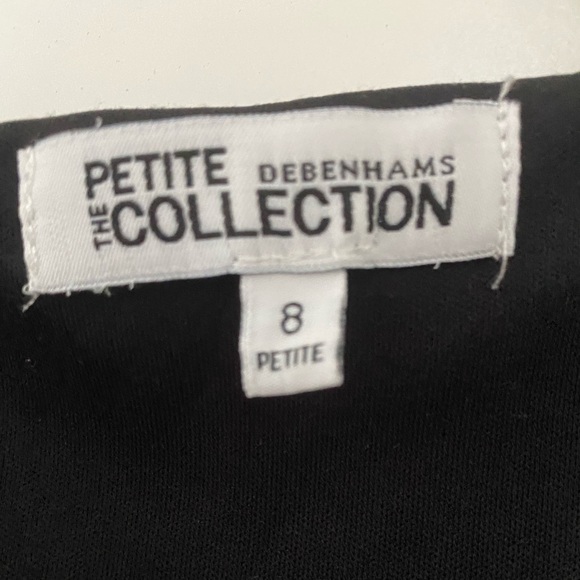 PETITE DEBENHAMS
THE COLLECTION
8
PETITE